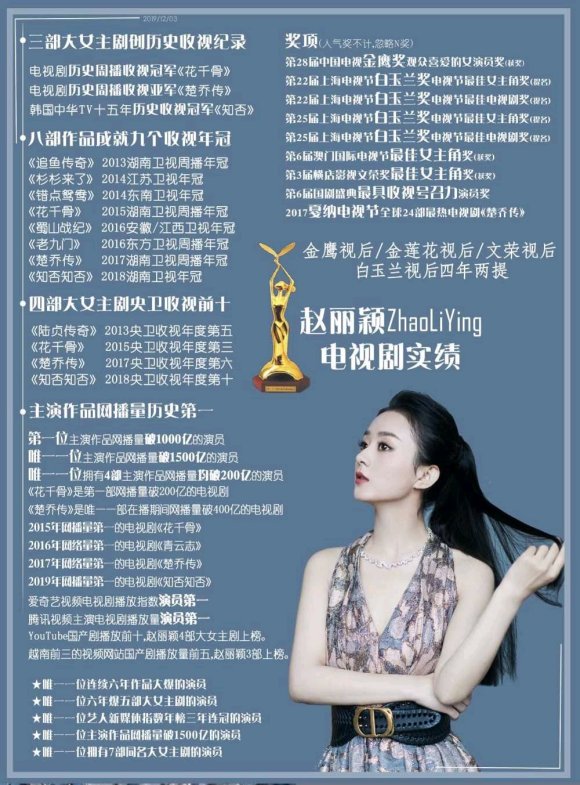 2019/12/03
三部大女主剧创历史收视纪录
电视剧历史周播收视冠军《花千骨》
电视剧历史周播收视亚军《楚乔传》
韩国中华TV十五年历史收视冠军《知否》
八部作品成就九个收视年冠
《追鱼传奇》 2013湖南卫视周播年冠
《杉杉来了》 2014江苏卫视年冠
《错点鸳鸯》 2014东南卫视年冠
《花千骨》 2015湖南卫视周播年冠
《蜀山战纪》 2016安徽/江西卫视年冠
《老九门》 2016东方卫视周播年冠
《楚乔传》 2017湖南卫视周播年冠
《知否知否》 2018湖南卫视年冠
四部大女主剧央卫收视前十
《陆贞传奇》 2013央卫收视年度第五
《花千骨》 2015央卫收视年度第三
《楚乔传》 2017央卫收视年度第六
《知否知否》 2018央卫收视年度第十
主演作品网播量历史第一
第一位主演作品网播量破1000亿的演员
唯一一位主演作品网播量破1500亿的演员
唯一一位拥有4部主演作品网播量均破200亿的演员
《花千骨》是第一部网播量破200亿的电视剧
《楚乔传》是唯一一部在播期间网播量破400亿的电视剧
2015年网播量第一的电视剧《花千骨》
2016年网络量第一的电视剧《青云志》
2017年网络量第一的电视剧《楚乔传》
2019年网播量第一的电视剧《知否知否》
爱奇艺视频电视剧播放指数演员第一
腾讯视频主演电视剧播放量演员第一
YouTube国产剧播放前十,赵丽颖4部大女主剧上榜。
越南前三的视频网站国产剧播放量前五,赵丽颖3部上榜。
★唯一一位连续六年作品大爆的演员
★唯一一位六年爆五部大女主剧的演员
★唯一一位艺人新媒体指数年榜三年连冠的演员
★唯一一位主演作品网播量破1500亿的演员
★唯一一位拥有7部同名大女主剧的演员
奖项(人气奖不计,忽略N奖)
第28届中国电视金鹰奖观众喜爱的女演员奖(获奖)
第22届上海电视节白玉兰奖电视节最佳女主角奖(提名)
第22届上海电视节白玉兰奖电视节最佳电视剧奖(提名)
第25届上海电视节白玉兰奖电视节最佳女主角奖(提名)
第25届上海电视节白玉兰奖电视节最佳电视剧奖(提名)
第6届澳门国际电视节最佳女主角奖(获奖)
第3届横店影视文荣奖最佳女主角奖(获奖)
第6届国剧盛典最具收视号召力演员奖
2017戛纳电视节全球24部最热电视剧《楚乔传》
金鹰视后/金莲花视后/文荣视后
白玉兰视后四年两提
赵丽颖ZhaoLiYing
电视剧实绩